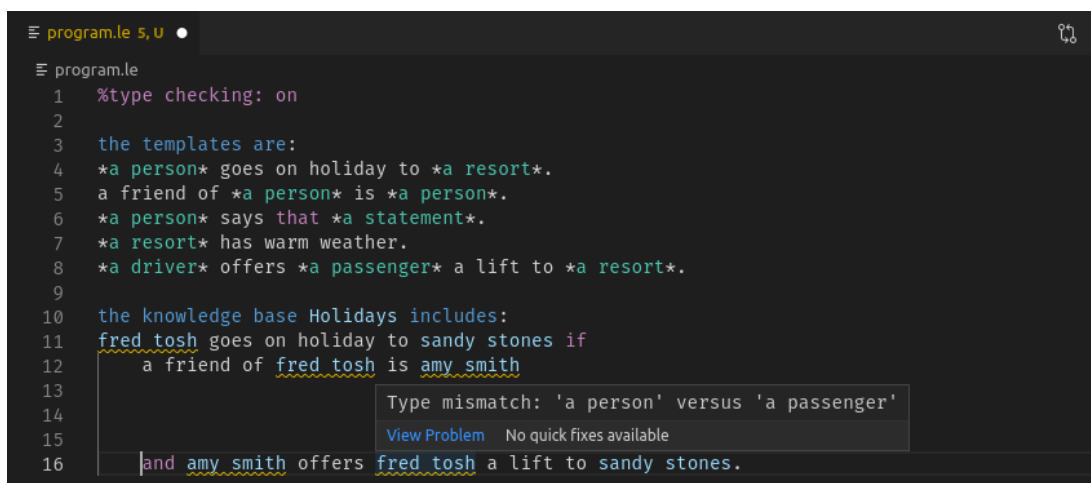 program.le 5, U
program.le
1 %type checking: on
2
3 the templates are:
4 *a person* goes on holiday to *a resort*.
5 a friend of *a person* is *a person*.
6 *a person* says that *a statement*.
7 *a resort* has warm weather.
8 *a driver* offers *a passenger* a lift to *a resort*.
9
10 the knowledge base Holidays includes:
11 fred tosh goes on holiday to sandy stones if
12 a friend of fred tosh is amy smith
13
Type mismatch: 'a person' versus 'a passenger'
14
View Problem No quick fixes available
15
16 and amy smith offers fred tosh a lift to sandy stones.